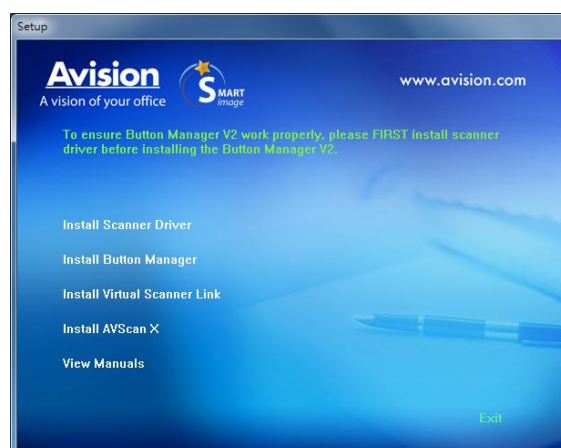 Setup
Avision
A vision of your office
SMART
image
www.avision.com
To ensure Button Manager V2 work properly, please FIRST install scanner
driver before installing the Button Manager V2.
Install Scanner Driver
Install Button Manager
Install Virtual Scanner Link
Install AVScan X
View Manuals
Exit